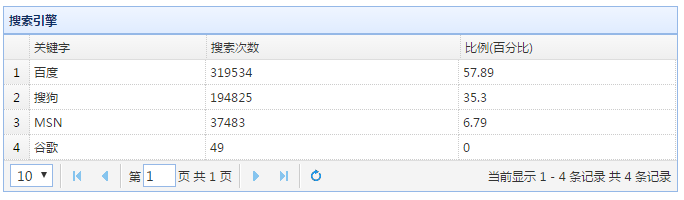 搜索引擎
关键字 搜索次数 比例(百分比)
1 百度 319534 57.89
2 搜狗 194825 35.3
3 MSN 37483 6.79
4 谷歌 49 0
10 第 1 页 共 1 页 当前显示 1 - 4 条记录 共 4 条记录